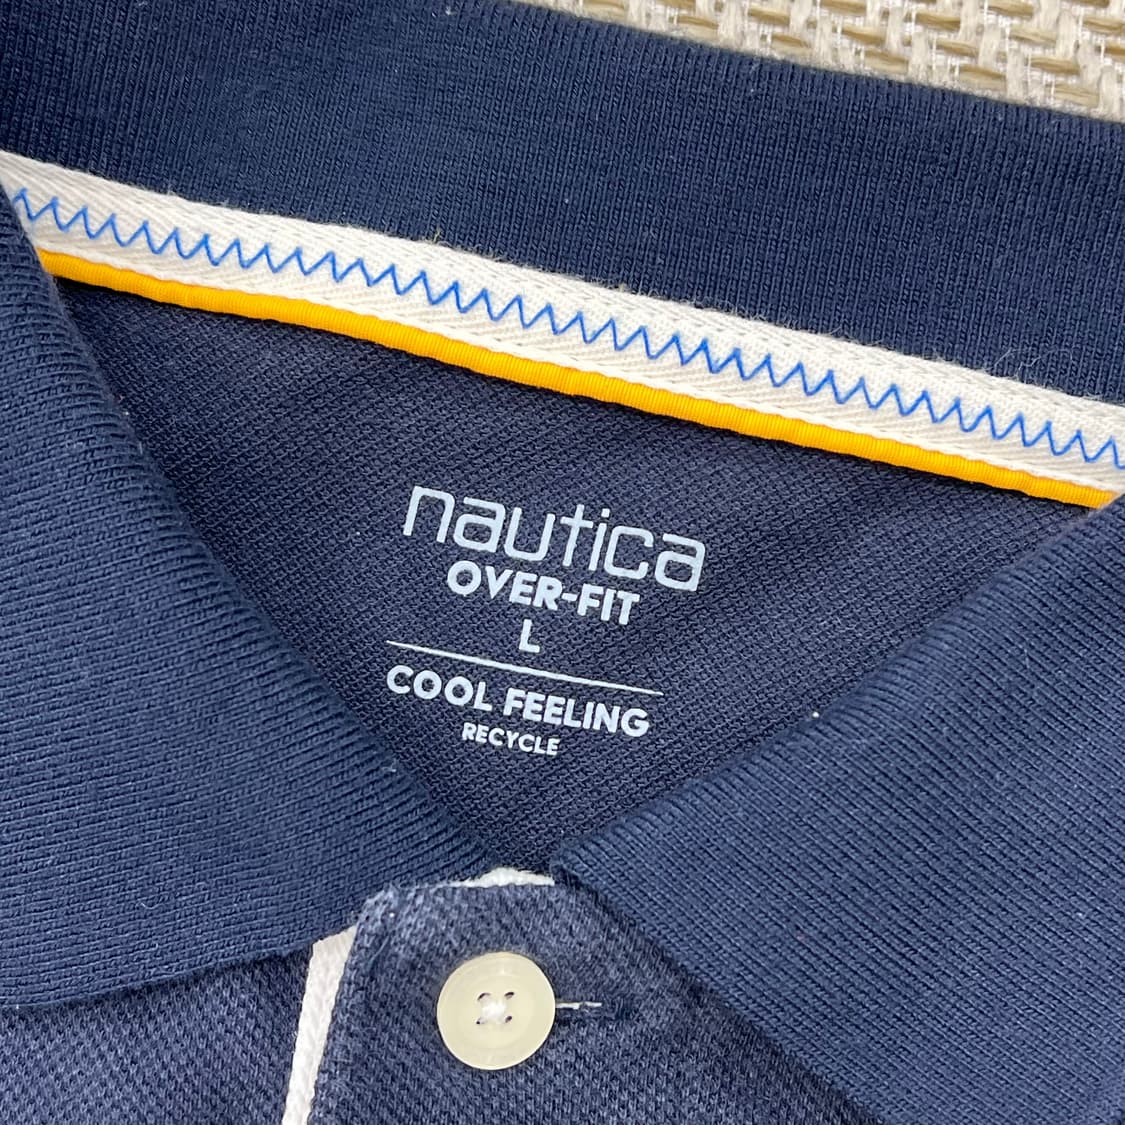 nautica
OVER-FIT
L
COOL FEELING
RECYCLE